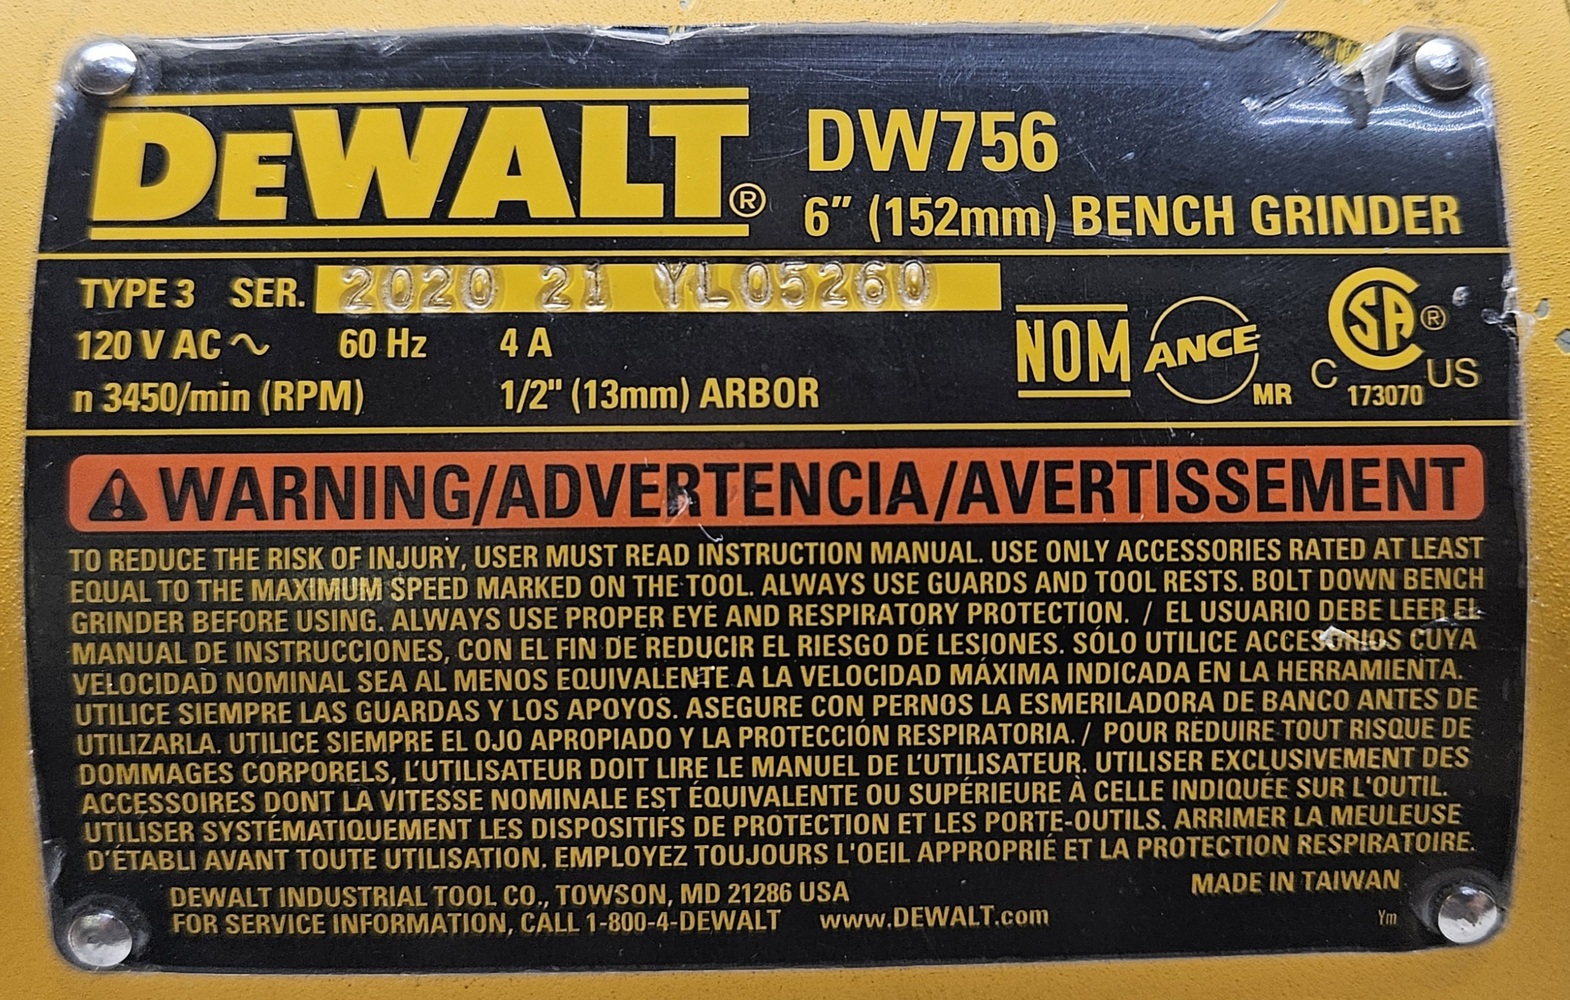 DEWALT®
DW756
6" (152mm) BENCH GRINDER
TYPE 3 SER. 2020 21 YL05260
120 V AC ~ 60 Hz 4 A
n 3450/min (RPM) 1/2" (13mm) ARBOR
NOM
ANCE
MR
CSA®
C US
173070
WARNING/ADVERTENCIA/AVERTISSEMENT
TO REDUCE THE RISK OF INJURY, USER MUST READ INSTRUCTION MANUAL. USE ONLY ACCESSORIES RATED AT LEAST
EQUAL TO THE MAXIMUM SPEED MARKED ON THE TOOL. ALWAYS USE GUARDS AND TOOL RESTS. BOLT DOWN BENCH
GRINDER BEFORE USING. ALWAYS USE PROPER EYE AND RESPIRATORY PROTECTION. / EL USUARIO DEBE LEER EL
MANUAL DE INSTRUCCIONES, CON EL FIN DE REDUCIR EL RIESGO DE LESIONES. SÓLO UTILICE ACCESORIOS CUYA
VELOCIDAD NOMINAL SEA AL MENOS EQUIVALENTE A LA VELOCIDAD MÁXIMA INDICADA EN LA HERRAMIENTA.
UTILICE SIEMPRE LAS GUARDAS Y LOS APOYOS. ASEGURE CON PERNOS LA ESMERILADORA DE BANCO ANTES DE
UTILIZARLA. UTILICE SIEMPRE EL OJO APROPIADO Y LA PROTECCIÓN RESPIRATORIA. / POUR RÉDUIRE TOUT RISQUE DE
DOMMAGES CORPORELS, L'UTILISATEUR DOIT LIRE LE MANUEL DE L'UTILISATEUR. UTILISER EXCLUSIVEMENT DES
ACCESSOIRES DONT LA VITESSE NOMINALE EST ÉQUIVALENTE OU SUPÉRIEURE À CELLE INDIQUÉE SUR L'OUTIL.
UTILISER SYSTÉMATIQUEMENT LES DISPOSITIFS DE PROTECTION ET LES PORTE-OUTILS. ARRIMER LA MEULEUSE
D'ÉTABLI AVANT TOUTE UTILISATION. EMPLOYEZ TOUJOURS L'OEIL APPROPRIÉ ET LA PROTECTION RESPIRATOIRE.
DEWALT INDUSTRIAL TOOL CO., TOWSON, MD 21286 USA
MADE IN TAIWAN
FOR SERVICE INFORMATION, CALL 1-800-4-DEWALT www.DEWALT.com
Ym